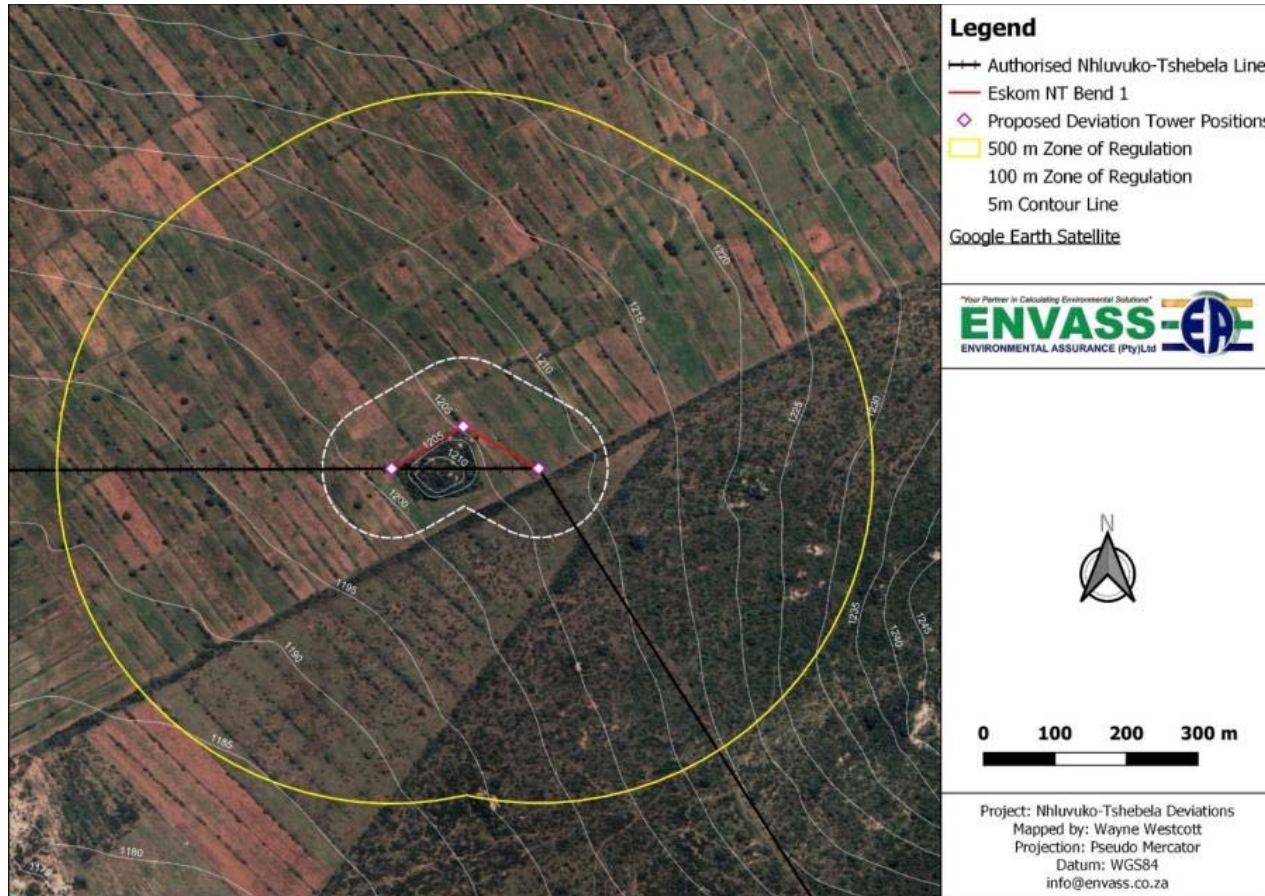 Legend
Authorised Nhluvuko-Tshebela Line
Eskom NT Bend 1
Proposed Deviation Tower Positions
500 m Zone of Regulation
100 m Zone of Regulation
5m Contour Line
Google Earth Satellite
"Your Partner in Calculating Environmental Solutions"
ENVASS EA
ENVIRONMENTAL ASSURANCE (Pty)Ltd
N
0 100 200 300 m
Project: Nhluvuko-Tshebela Deviations
Mapped by: Wayne Westcott
Projection: Pseudo Mercator
Datum: WGS84
info@envass.co.za
1220
1215
1210
1205
1205
1210
1200
1225
1230
1195
1190
1235
1240
1245
1185
1180